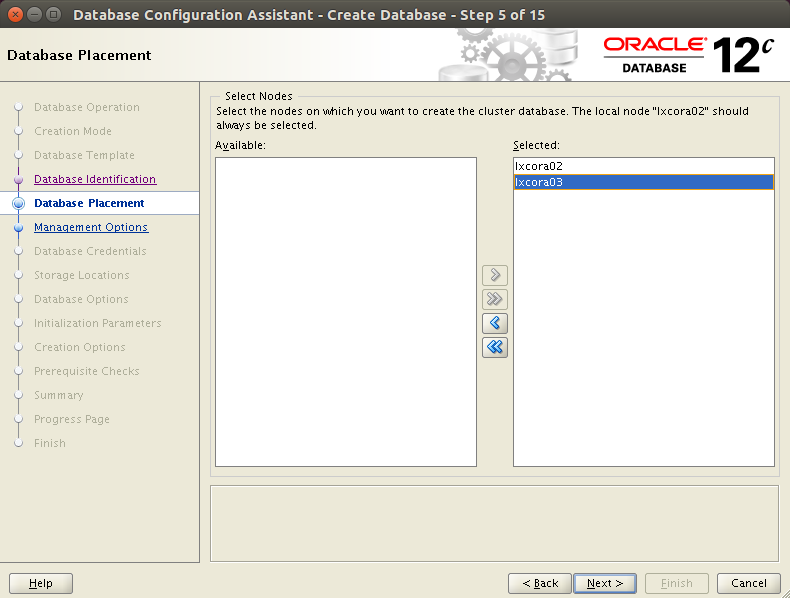 Database Configuration Assistant - Create Database - Step 5 of 15
Database Placement
ORACLE®
DATABASE
12c
Database Operation
Creation Mode
Database Template
Database Identification
Database Placement
Management Options
Database Credentials
Storage Locations
Database Options
Initialization Parameters
Creation Options
Prerequisite Checks
Summary
Progress Page
Finish
Select Nodes
Select the nodes on which you want to create the cluster database. The local node "lxcora02" should
always be selected.
Available:
Selected:
lxcora02
lxcora03
Help
< Back
Next >
Finish
Cancel